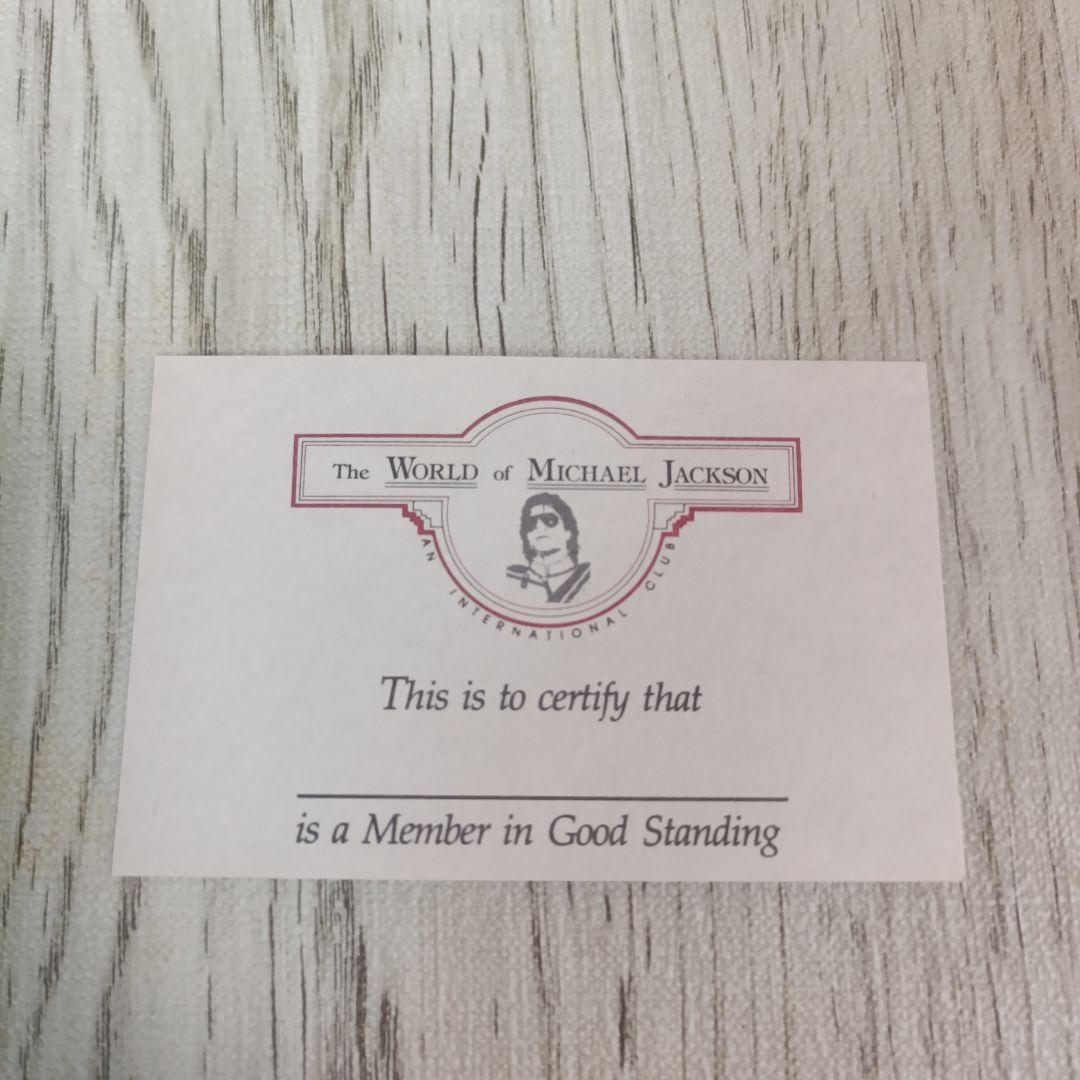 The WORLD of MICHAEL JACKSON
AN INTERNATIONAL CLUB
This is to certify that
is a Member in Good Standing